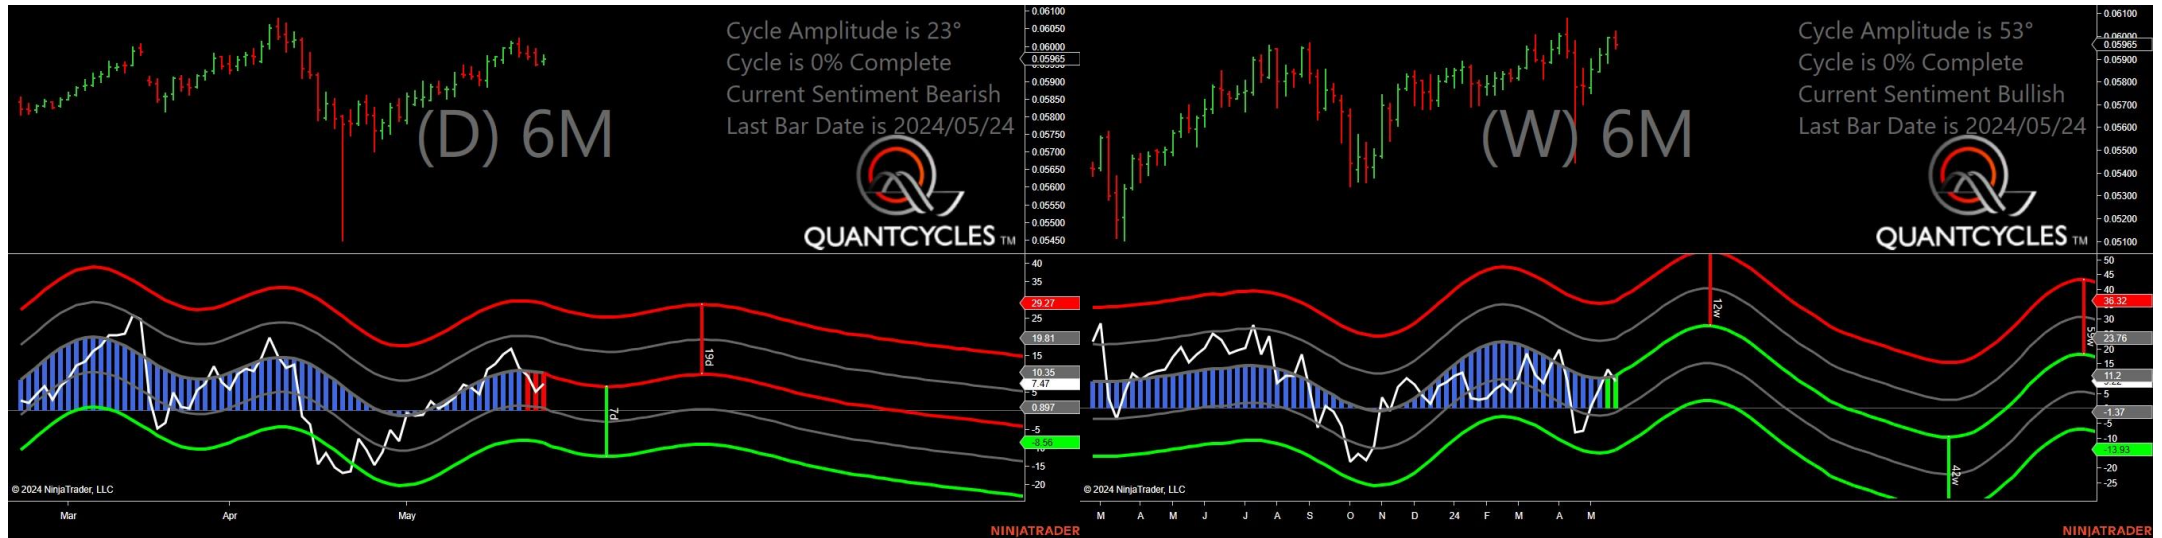 Cycle Amplitude is 23°
Cycle is 0% Complete
Current Sentiment Bearish
Last Bar Date is 2024/05/24
(D) 6M
QUANTCYCLES TM
0.06100
0.06050
0.06000
0.05965
0.05900
0.05850
0.05800
0.05750
0.05700
0.05650
0.05600
0.05550
0.05500
0.05450
40
35
29.27
25
19.81
15
10.35
7.47
5
0.897
-5
-8.56
-15
-20
19d
7d
© 2024 NinjaTrader, LLC
Mar Apr May
NINJATRADER
Cycle Amplitude is 53°
Cycle is 0% Complete
Current Sentiment Bullish
Last Bar Date is 2024/05/24
(W) 6M
QUANTCYCLES TM
0.06100
0.06000
0.05965
0.05900
0.05800
0.05700
0.05600
0.05500
0.05400
0.05300
0.05200
0.05100
50
45
40
36.32
30
23.76
20
11.2
5
-1.37
-5
-10
-13.93
-20
-25
12w
42w
© 2024 NinjaTrader, LLC
M A M J J A S O N D 24 F M A M
NINJATRADER